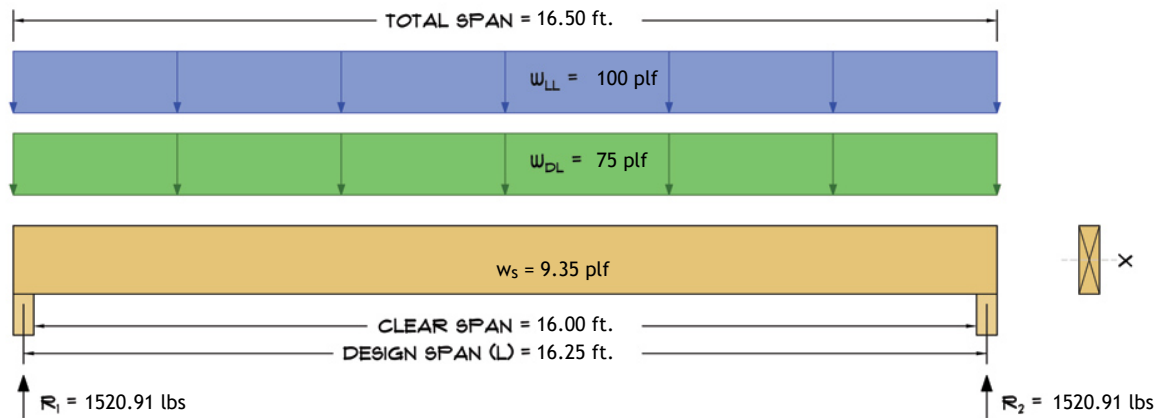 TOTAL SPAN = 16.50 ft.
WLL = 100 plf
WDL = 75 plf
ws = 9.35 plf
X
CLEAR SPAN = 16.00 ft.
DESIGN SPAN (L) = 16.25 ft.
R1 = 1520.91 lbs
R2 = 1520.91 lbs